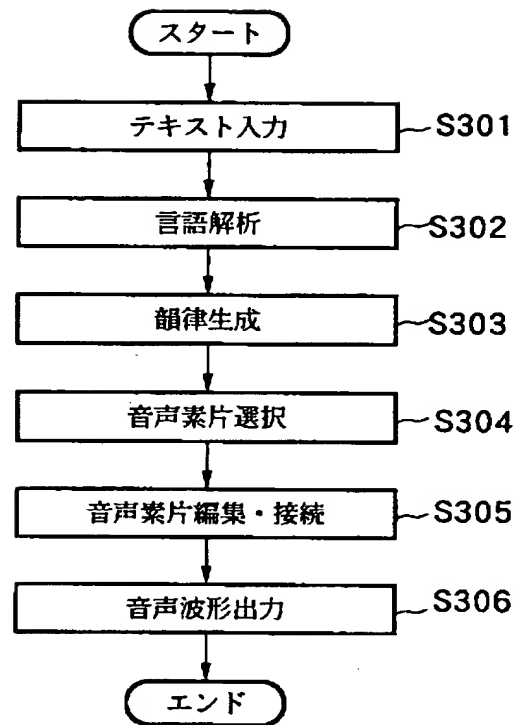 スタート
テキスト入力 S301
言語解析 S302
韻律生成 S303
音声素片選択 S304
音声素片編集・接続 S305
音声波形出力 S306
エンド